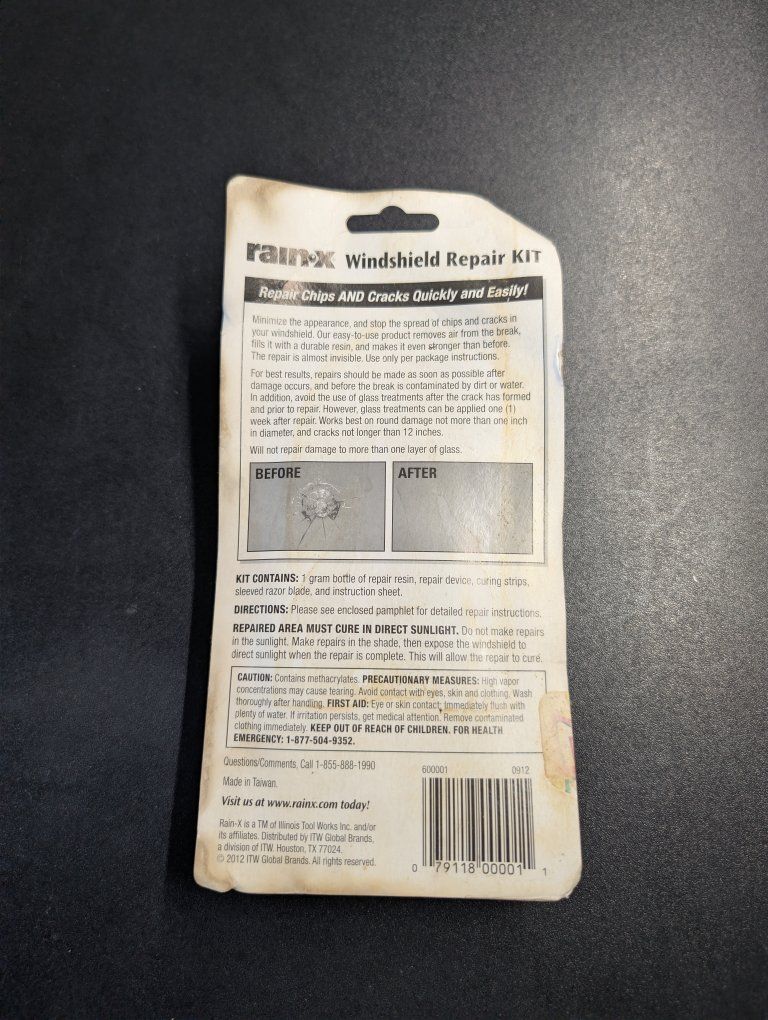 rain-x Windshield Repair KIT
Repair Chips AND Cracks Quickly and Easily!
Minimize the appearance, and stop the spread of chips and cracks in
your windshield. Our easy-to-use product removes air from the break,
fills it with a durable resin, and makes it even stronger than before.
The repair is almost invisible. Use only per package instructions.
For best results, repairs should be made as soon as possible after
damage occurs, and before the break is contaminated by dirt or water.
In addition, avoid the use of glass treatments after the crack has formed
and prior to repair. However, glass treatments can be applied one (1)
week after repair. Works best on round damage not more than one inch
in diameter, and cracks not longer than 12 inches.
Will not repair damage to more than one layer of glass.
BEFORE
AFTER
KIT CONTAINS: 1 gram bottle of repair resin, repair device, curing strips,
sleeved razor blade, and instruction sheet.
DIRECTIONS: Please see enclosed pamphlet for detailed repair instructions.
REPAIRED AREA MUST CURE IN DIRECT SUNLIGHT. Do not make repairs
in the sunlight. Make repairs in the shade, then expose the windshield to
direct sunlight when the repair is complete. This will allow the repair to cure.
CAUTION: Contains methacrylates. PRECAUTIONARY MEASURES: High vapor
concentrations may cause tearing. Avoid contact with eyes, skin and clothing. Wash
thoroughly after handling. FIRST AID: Eye or skin contact; Immediately flush with
plenty of water. If irritation persists, get medical attention. Remove contaminated
clothing immediately. KEEP OUT OF REACH OF CHILDREN. FOR HEALTH
EMERGENCY: 1-877-504-9352.
Questions/Comments, Call 1-855-888-1990
Made in Taiwan.
Visit us at www.rainx.com today!
Rain-X is a TM of Illinois Tool Works Inc. and/or
its affiliates. Distributed by ITW Global Brands,
a division of ITW. Houston, TX 77024.
© 2012 ITW Global Brands. All rights reserved.
600001 0912
0 79118 00001 1